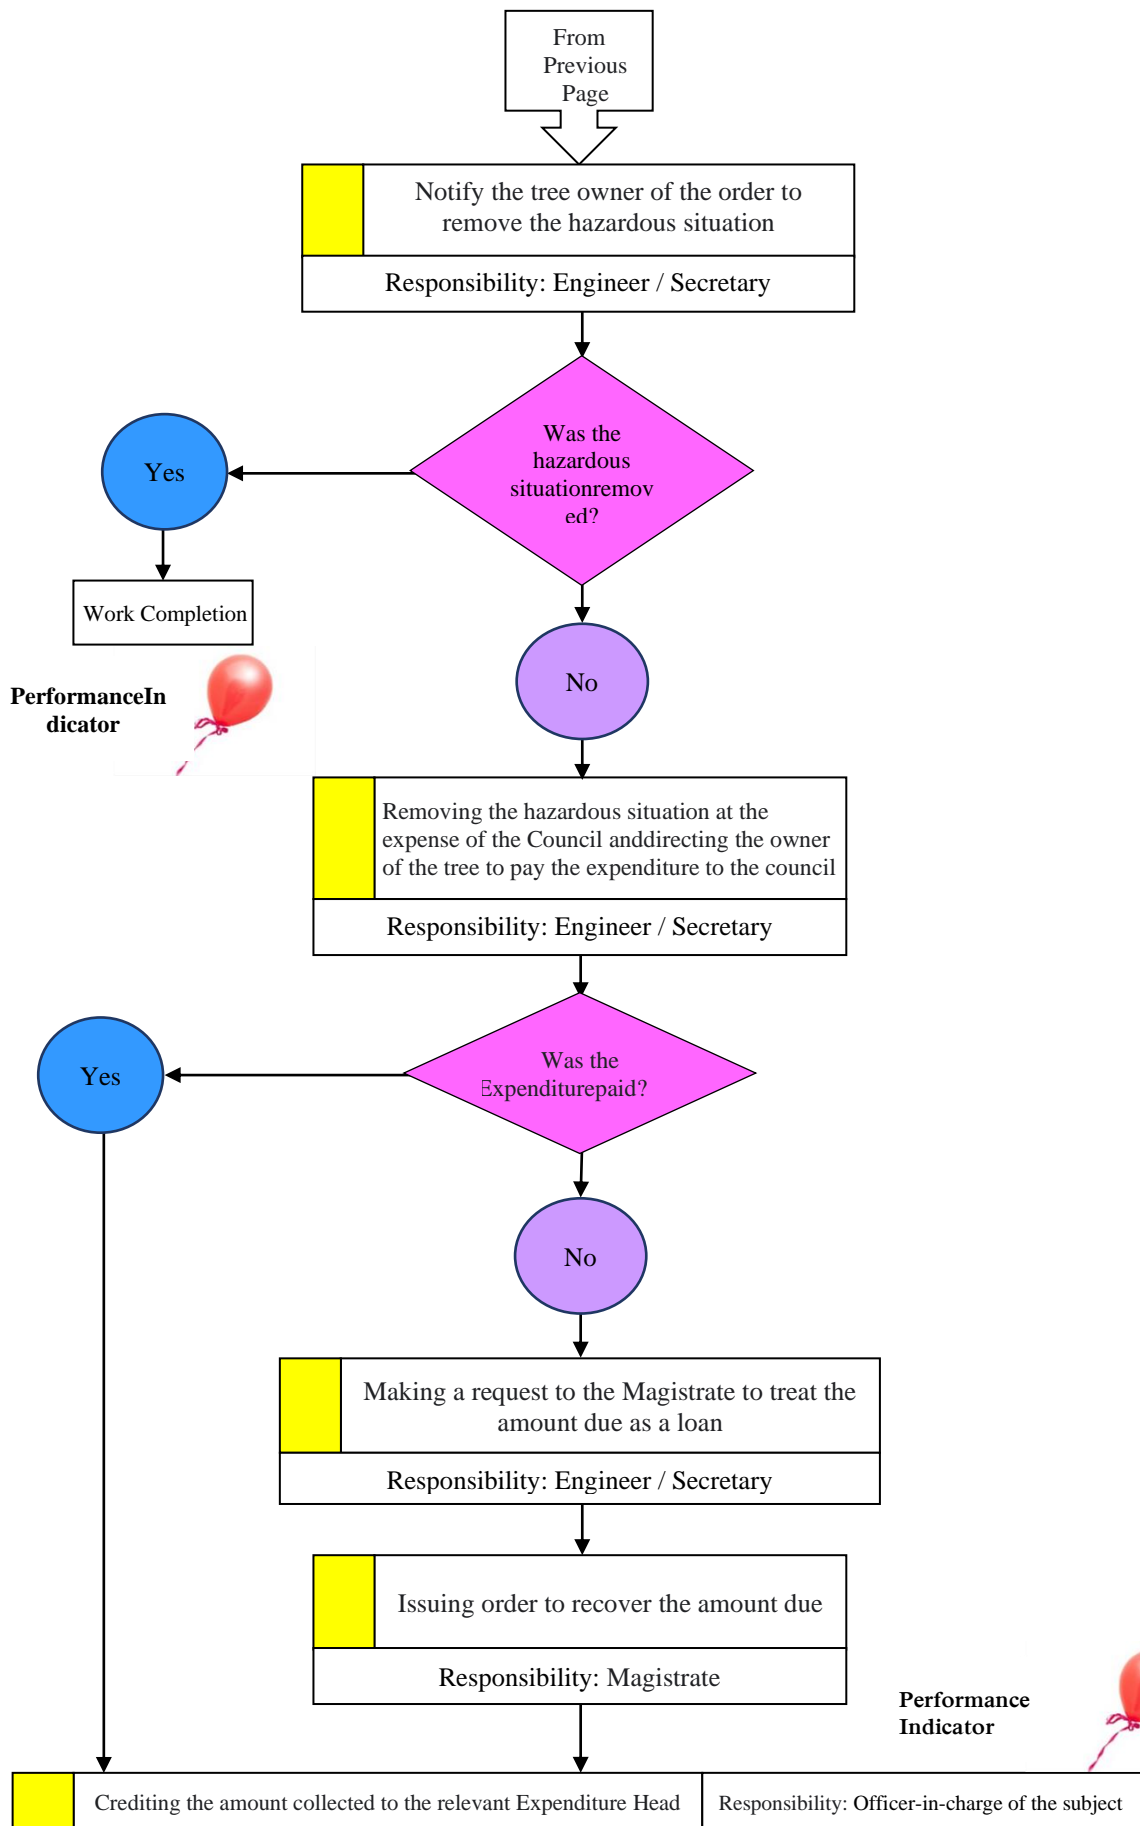 From
Previous
Page
Notify the tree owner of the order to
remove the hazardous situation
Responsibility: Engineer / Secretary
Was the
hazardous
situationremov
ed?
Yes
Work Completion
PerformanceIn
dicator
No
Removing the hazardous situation at the
expense of the Council anddirecting the owner
of the tree to pay the expenditure to the council
Responsibility: Engineer / Secretary
Was the
Expenditurepaid?
Yes
No
Making a request to the Magistrate to treat the
amount due as a loan
Responsibility: Engineer / Secretary
Issuing order to recover the amount due
Responsibility: Magistrate
Performance
Indicator
Crediting the amount collected to the relevant Expenditure Head
Responsibility: Officer-in-charge of the subject